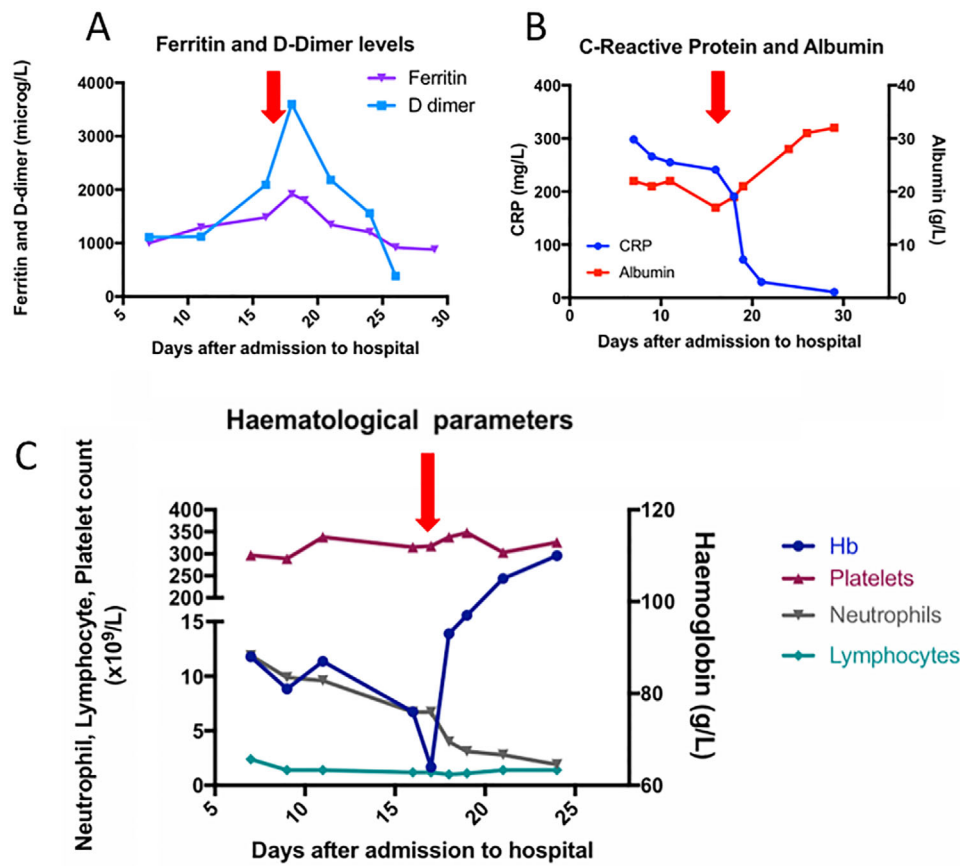 A
Ferritin and D-Dimer levels
Ferritin and D-dimer (microg/L)
4000
3000
2000
1000
0
5
10
15
20
25
29
30
Ferritin
D dimer
Days after admission to hospital
B
C-Reactive Protein and Albumin
CRP (mg/L)
400
300
200
100
0
0
10
20
30
40
30
20
10
0
Albumin (g/L)
CRP
Albumin
Days after admission to hospital
C
Haematological parameters
Neutrophil, Lymphocyte, Platelet count
(x10⁹/L)
400
350
300
250
200
15
10
5
0
5
10
15
20
25
120
100
80
60
Haemoglobin (g/L)
Hb
Platelets
Neutrophils
Lymphocytes
Days after admission to hospital